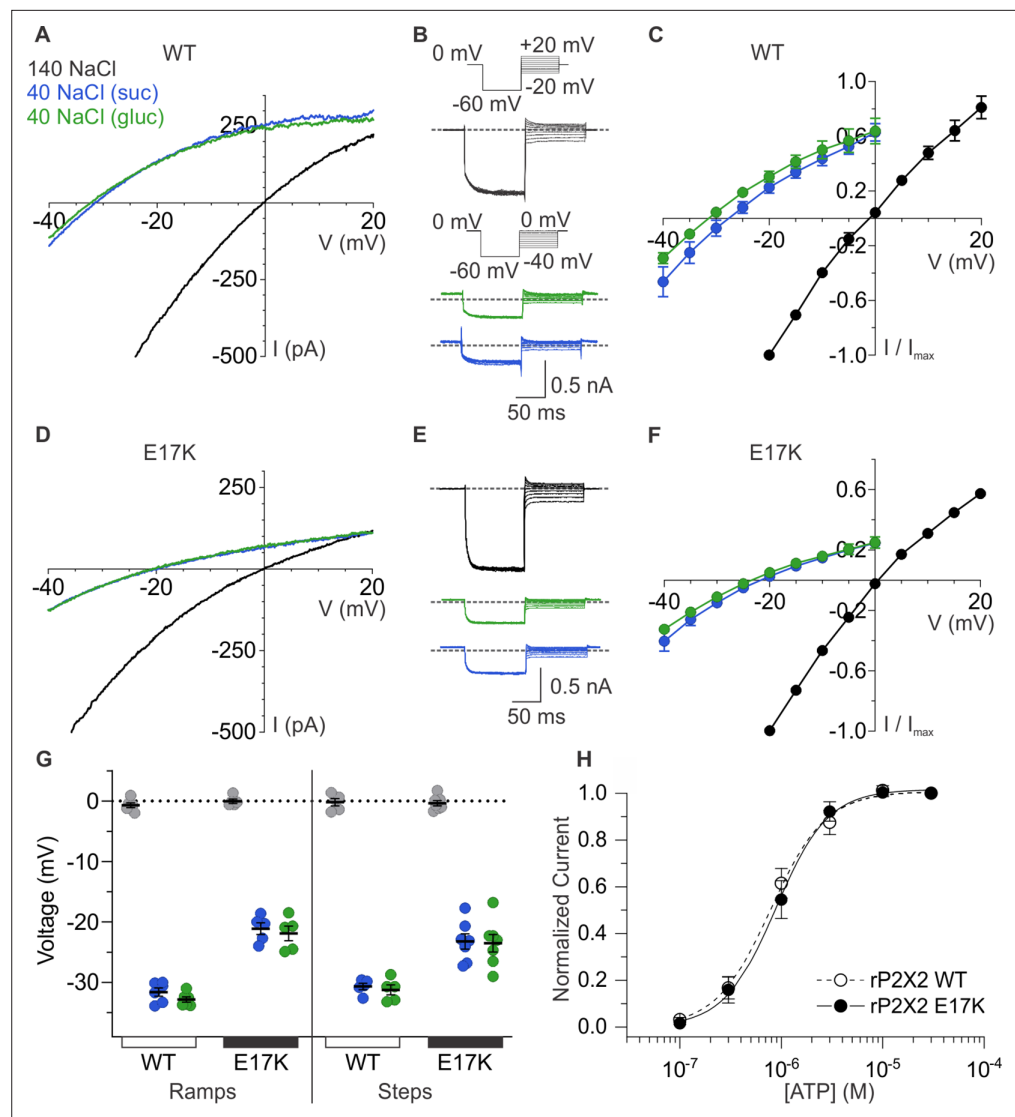 A
WT
140 NaCl
40 NaCl (suc)
40 NaCl (gluc)
250
-40
-20
20
V (mV)
-250
-500
I (pA)
B
0 mV
+20 mV
-20 mV
-60 mV
0 mV
0 mV
-40 mV
-60 mV
0.5 nA
50 ms
C
WT
1.0
0.6
0.2
-40
-20
20
V (mV)
-0.2
-0.6
-1.0
I / Imax
D
E17K
250
-40
-20
20
V (mV)
-250
-500
I (pA)
E
0.5 nA
50 ms
F
E17K
0.6
0.2
-40
-20
20
V (mV)
-0.2
-0.6
-1.0
I / Imax
G
Voltage (mV)
0
-10
-20
-30
WT
E17K
WT
E17K
Ramps
Steps
H
Normalized Current
1.0
0.8
0.6
0.4
0.2
0.0
rP2X2 WT
rP2X2 E17K
10-7
10-6
10-5
10-4
[ATP] (M)